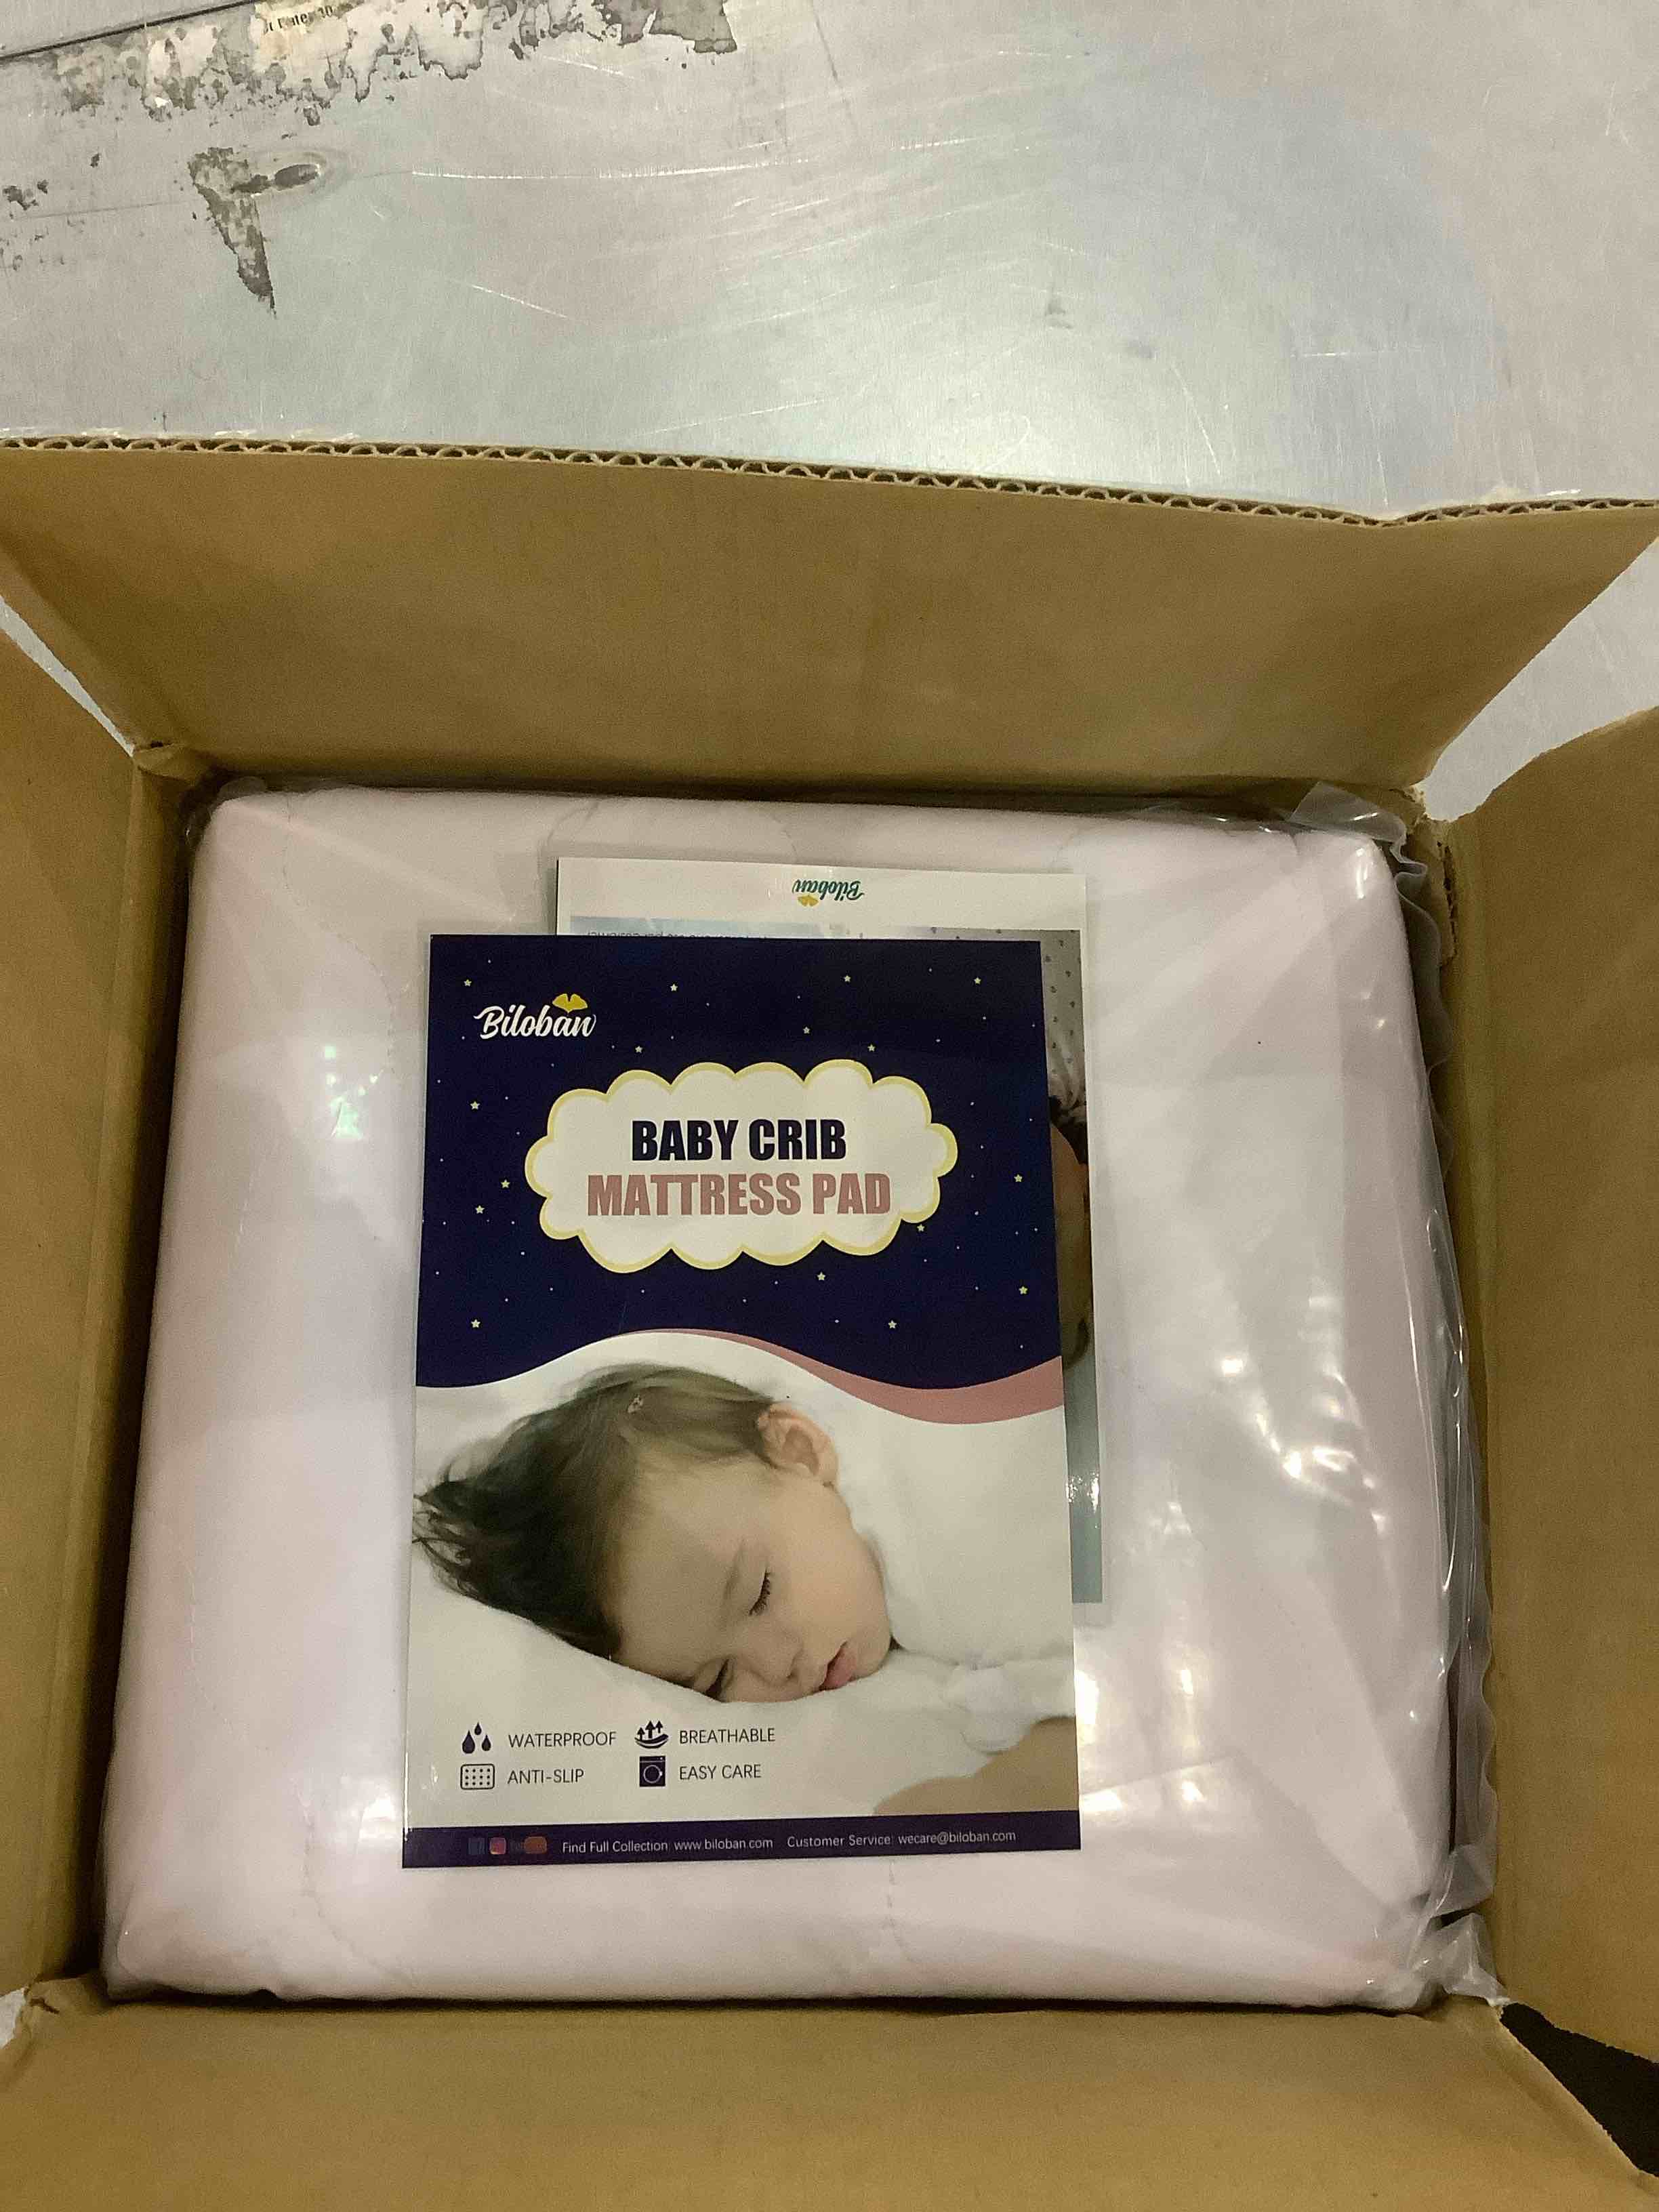 Biloban
Biloban
BABY CRIB
MATTRESS PAD
WATERPROOF BREATHABLE
ANTI-SLIP EASY CARE
Find Full Collection: www.biloban.com Customer Service: wecare@biloban.com